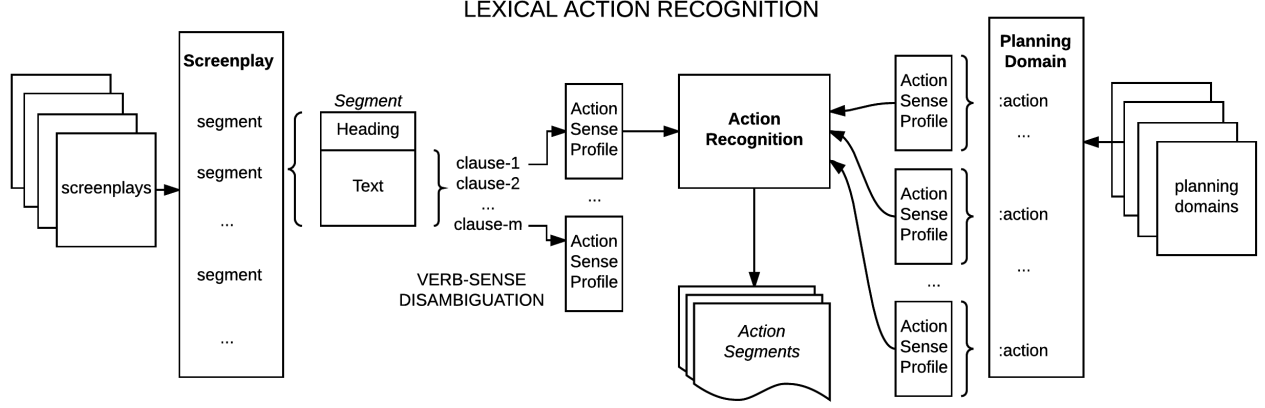 LEXICAL ACTION RECOGNITION
screenplays
Screenplay
segment
segment
...
segment
...
Segment
Heading
Text
clause-1
clause-2
...
clause-m
VERB-SENSE
DISAMBIGUATION
Action
Sense
Profile
...
Action
Sense
Profile
Action
Recognition
Action
Segments
Action
Sense
Profile
Action
Sense
Profile
...
Action
Sense
Profile
Planning
Domain
:action
...
:action
...
:action
planning
domains